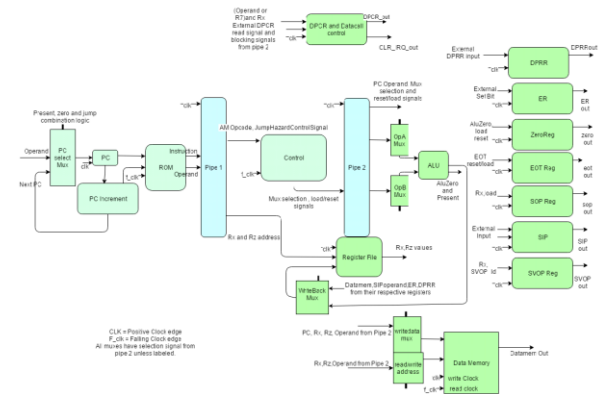 (Operand or
R7)and Rx
External DPCR
read signal and
blocking signals
from pipe 2
~clk
DPCR and Datacall
control
DPCR_out
CLR_IRQ_out
External
DPRR input
~clk
DPRR
DPRRout
External
Set Bit
~clk
ER
ER
out
AluZero,
load
reset
~clk
ZeroReg
zero
out
EOT
reset/load
~clk
EOT Reg
eot
out
Rx,load
~clk
SOP Reg
sop
out
External
Input
~clk
SIP
SIP
out
Rx,
SVOP ld
~clk
SVOP Reg
SVOP
out
Present, zero and jump
combination logic
Operand
PC
select
Mux
Next PC
PC
clk
PC Increment
f_clk
ROM
Instruction
Operand
~clk
Pipe 1
AM Opcode, JumpHazardControlSignal
Control
f_clk
Mux selection , load/reset
signals
Rx and Rz address
~clk
Pipe 2
PC Operand Mux
selection and
reset/load signals
OpA
Mux
OpB
Mux
ALU
AluZero
and
Present
~clk
Register File
Rx,Rz values
WriteBack
Mux
Datamem,SIPoperand,ER,DPRR
from their respective registers
CLK = Positive Clock edge
F_clk = Falling Clock edge
All muxes have selection signal from
pipe 2 unless labeled.
PC, Rx, Rz, Operand from Pipe 2
writedata
mux
Rx,Rz,Operand from Pipe 2
read/write
address
Data Memory
clk
write Clock
f_clk
read clock
Datamem Out